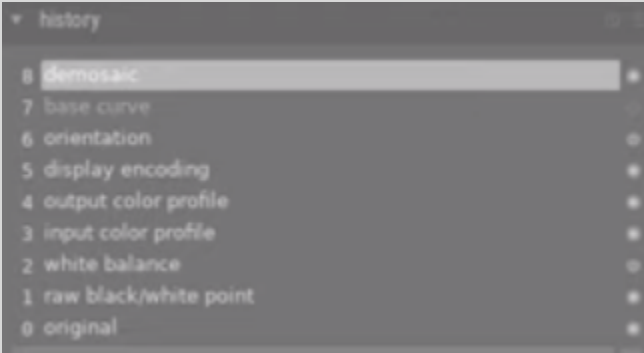 history
8 demosaic
7 base curve
6 orientation
5 display encoding
4 output color profile
3 input color profile
2 white balance
1 raw black/white point
0 original